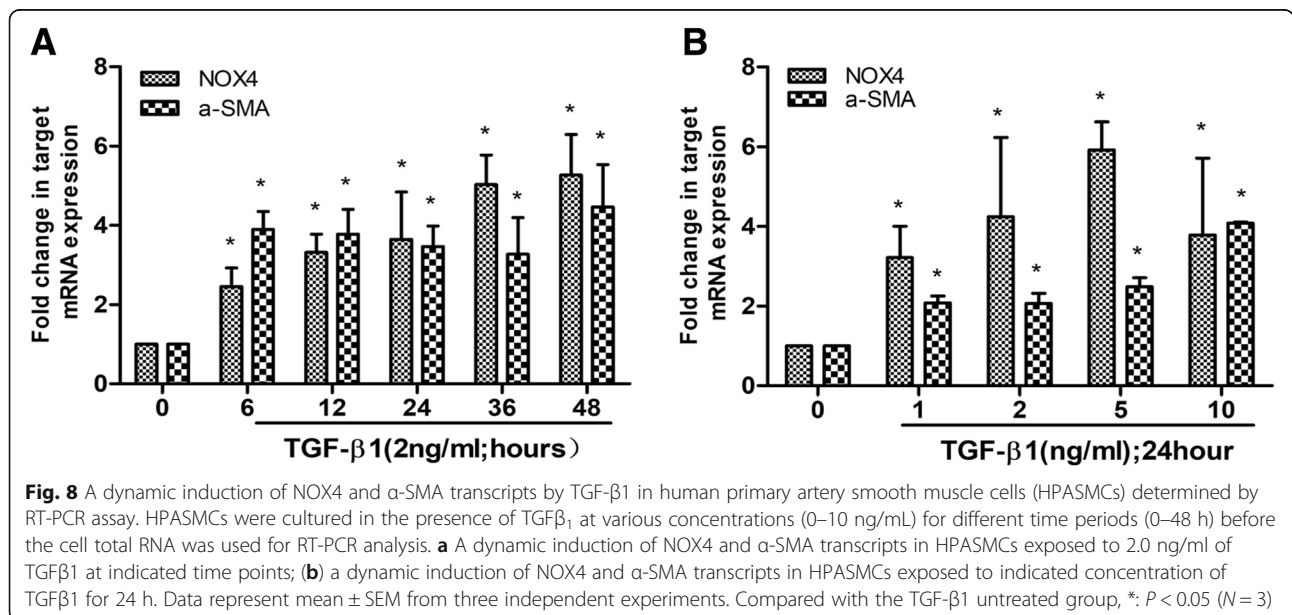 A
B
8
6
4
2
0
Fold change in target
mRNA expression
NOX4
a-SMA
* * * * * * * * * *
0 6 12 24 36 48
TGF-β1(2ng/ml;hours）
8
6
4
2
0
Fold change in target
mRNA expression
NOX4
a-SMA
* * * * * * * *
0 1 2 5 10
TGF-β1(ng/ml);24hour
Fig. 8 A dynamic induction of NOX4 and α-SMA transcripts by TGF-β1 in human primary artery smooth muscle cells (HPASMCs) determined by
RT-PCR assay. HPASMCs were cultured in the presence of TGFβ₁ at various concentrations (0–10 ng/mL) for different time periods (0–48 h) before
the cell total RNA was used for RT-PCR analysis. a A dynamic induction of NOX4 and α-SMA transcripts in HPASMCs exposed to 2.0 ng/ml of
TGFβ1 at indicated time points; (b) a dynamic induction of NOX4 and α-SMA transcripts in HPASMCs exposed to indicated concentration of
TGFβ1 for 24 h. Data represent mean ± SEM from three independent experiments. Compared with the TGF-β1 untreated group, *: P < 0.05 (N = 3)